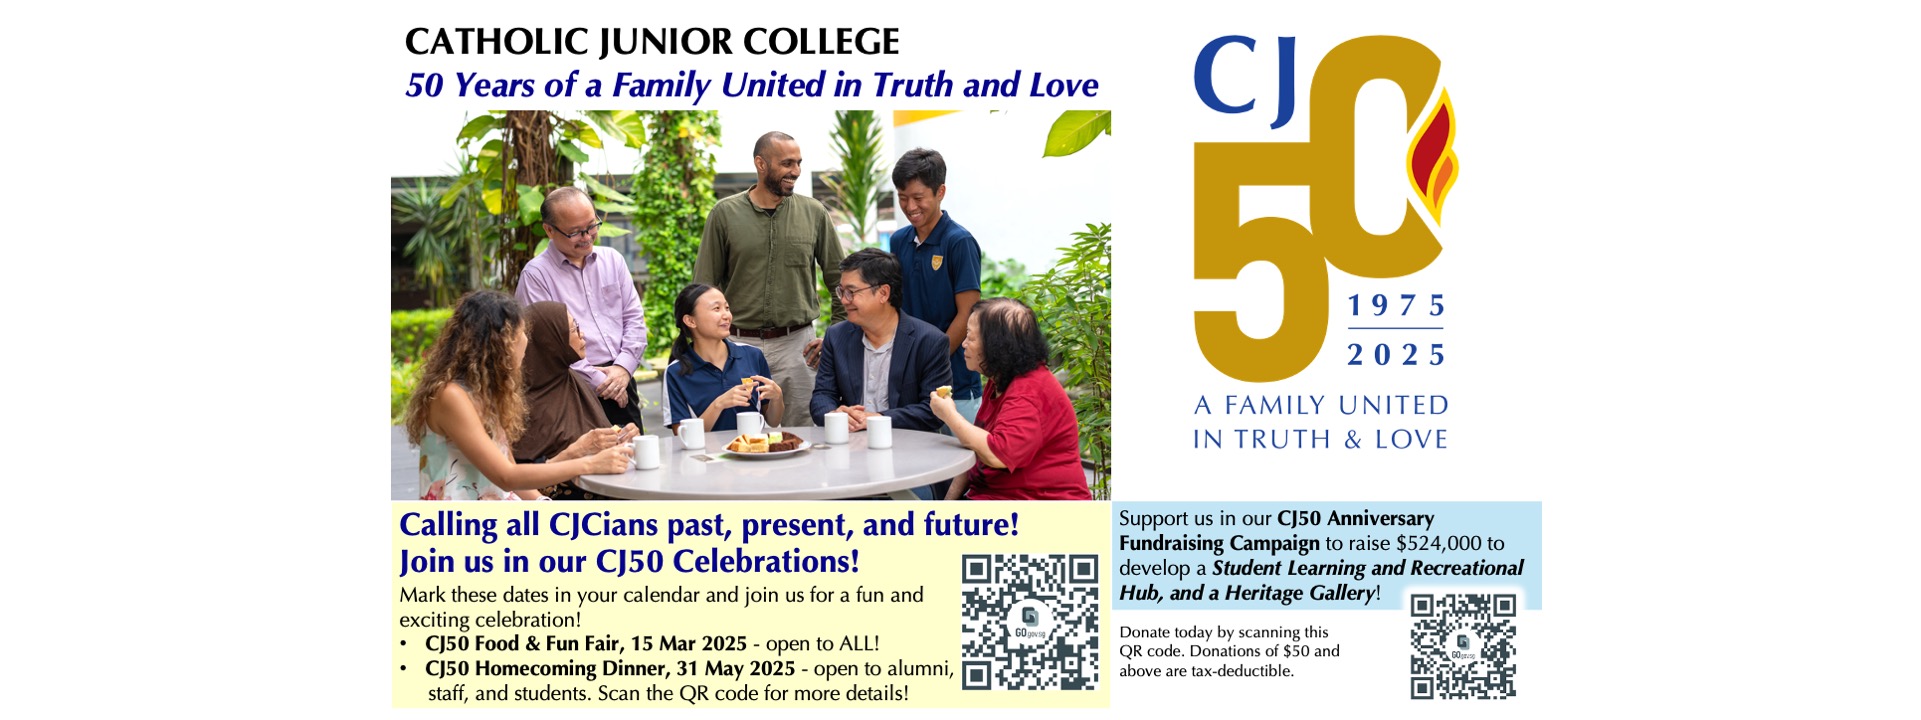 CATHOLIC JUNIOR COLLEGE
50 Years of a Family United in Truth and Love
CJ
50
1975
2025
A FAMILY UNITED
IN TRUTH & LOVE
Calling all CJCians past, present, and future!
Join us in our CJ50 Celebrations!
Mark these dates in your calendar and join us for a fun and
exciting celebration!
• CJ50 Food & Fun Fair, 15 Mar 2025 - open to ALL!
• CJ50 Homecoming Dinner, 31 May 2025 - open to alumni,
staff, and students. Scan the QR code for more details!
GOgov.sg
Support us in our CJ50 Anniversary
Fundraising Campaign to raise $524,000 to
develop a Student Learning and Recreational
Hub, and a Heritage Gallery!
Donate today by scanning this
QR code. Donations of $50 and
above are tax-deductible.
GOgov.sg